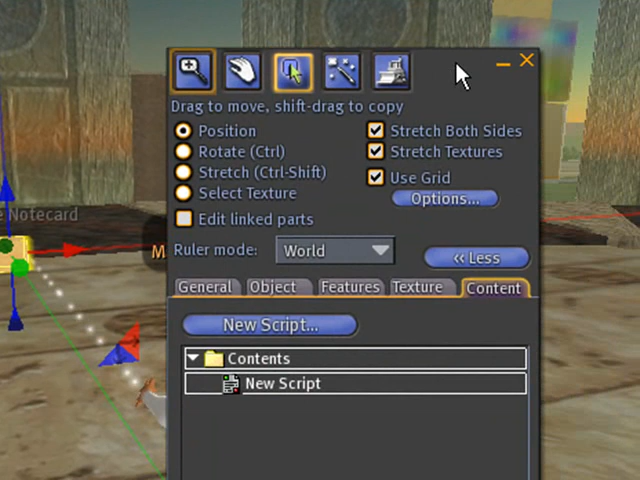 Drag to move, shift-drag to copy
Position
Stretch Both Sides
Rotate (Ctrl)
Stretch Textures
Stretch (Ctrl-Shift)
Use Grid
Select Texture
Options...
e Notecard
Edit linked parts
M
Ruler mode: World
<< Less
General Object Features Texture Content
New Script...
Contents
New Script